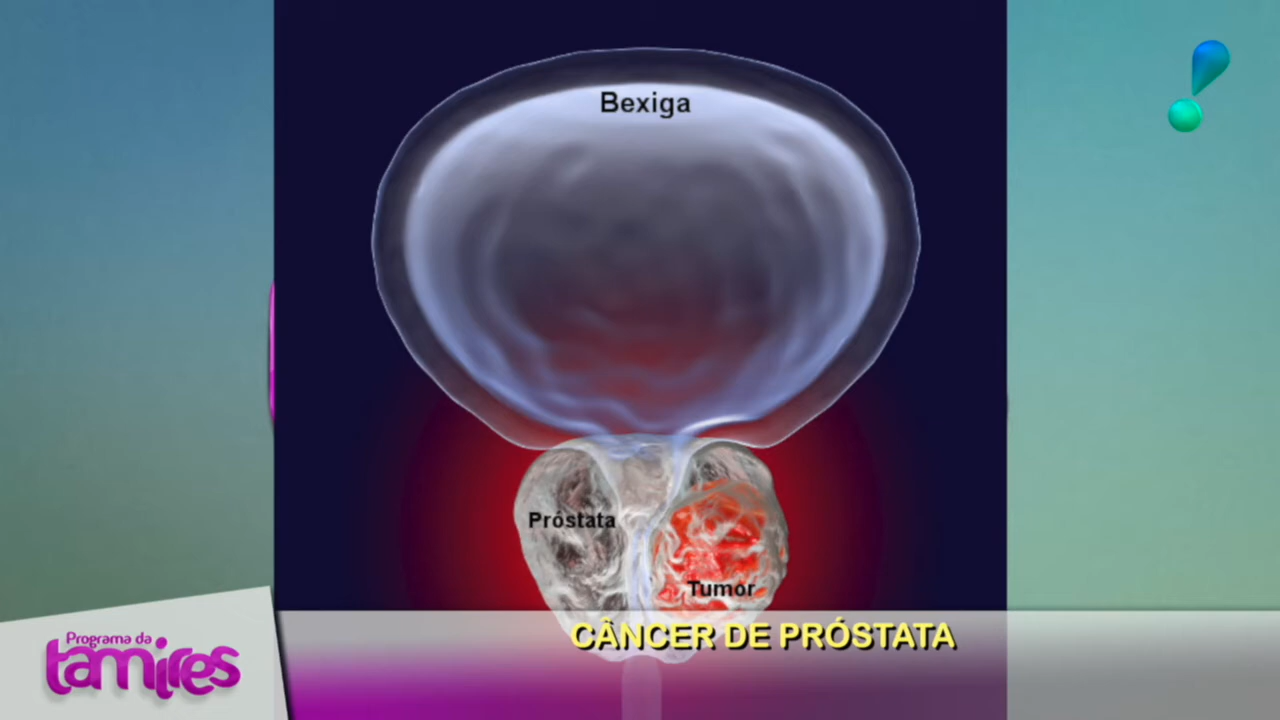 Bexiga
Próstata
Tumor
CÂNCER DE PRÓSTATA
Programa da
tamires